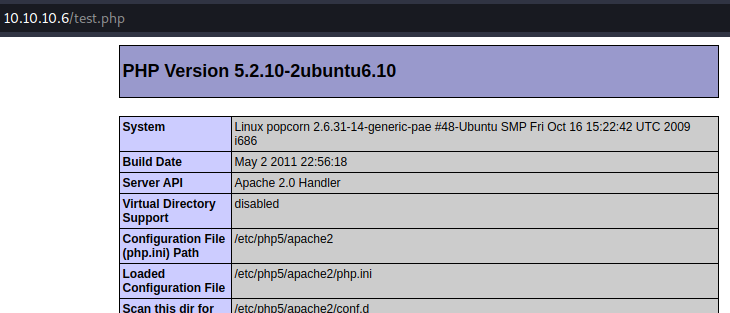 10.10.10.6/test.php
PHP Version 5.2.10-2ubuntu6.10
System Linux popcorn 2.6.31-14-generic-pae #48-Ubuntu SMP Fri Oct 16 15:22:42 UTC 2009
i686
Build Date May 2 2011 22:56:18
Server API Apache 2.0 Handler
Virtual Directory disabled
Support
Configuration File /etc/php5/apache2
(php.ini) Path
Loaded /etc/php5/apache2/php.ini
Configuration File
Scan this dir for /etc/php5/apache2/conf.d